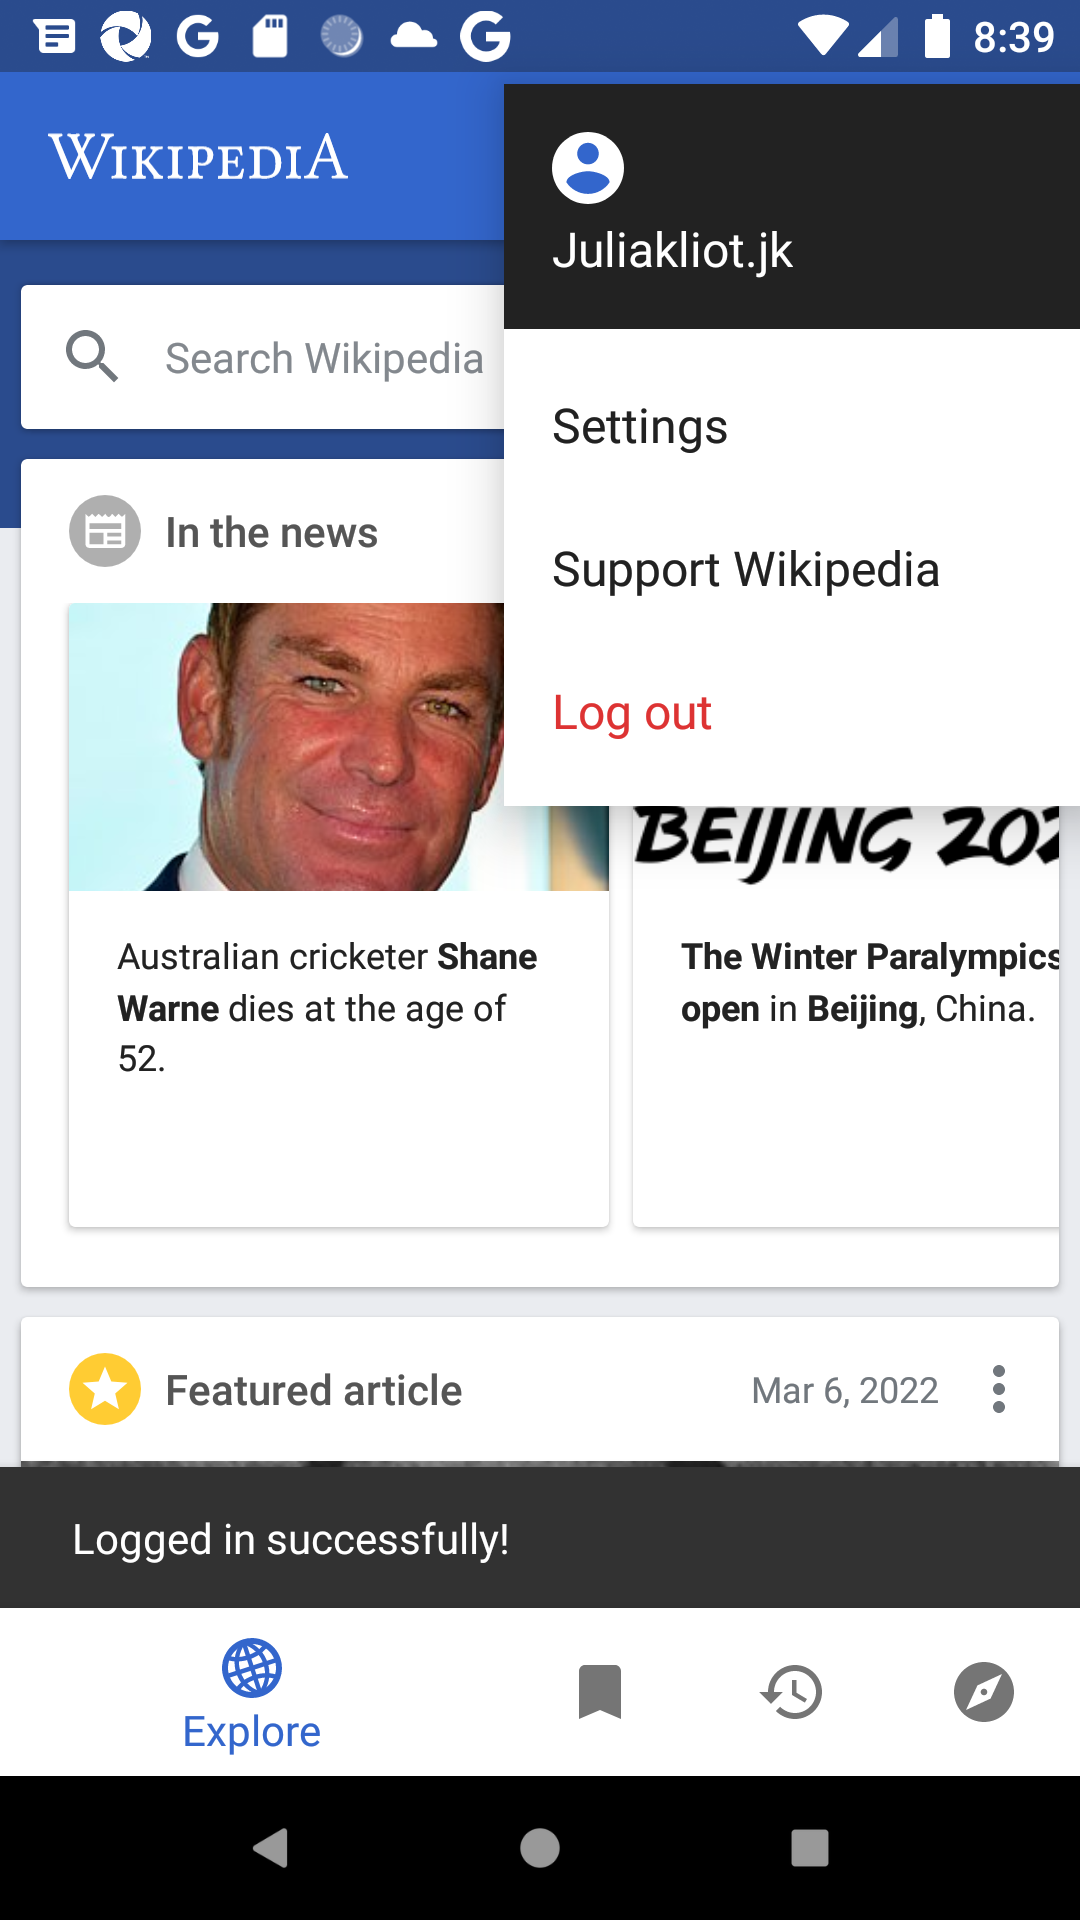 8:39
WIKIPEDIA
Juliakliot.jk
Search Wikipedia
Settings
Support Wikipedia
Log out
In the news
BEIJING 202
Australian cricketer Shane
Warne dies at the age of
52.
The Winter Paralympics
open in Beijing, China.
Featured article
Mar 6, 2022
Logged in successfully!
Explore